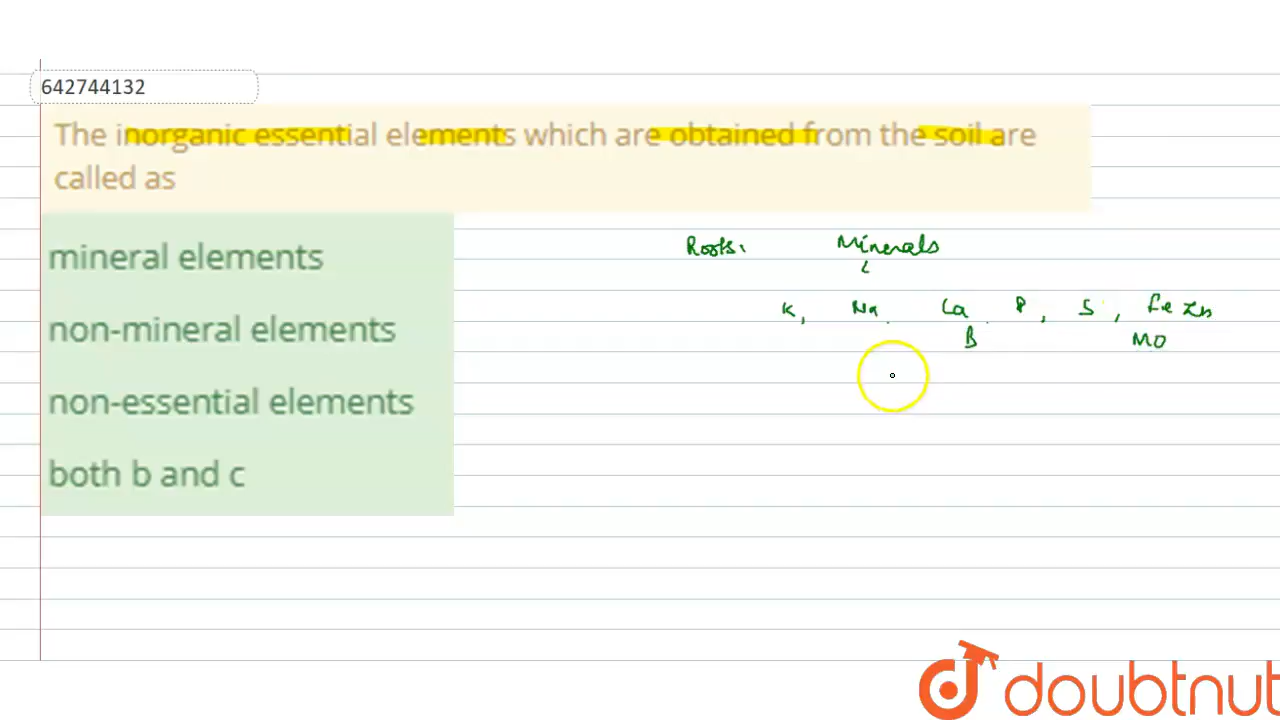 642744132
The inorganic essential elements which are obtained from the soil are
called as
mineral elements
non-mineral elements
non-essential elements
both b and c
Roots: Minerals
K, Na Ca P, S, Fe Zn
B MO
doubtnut